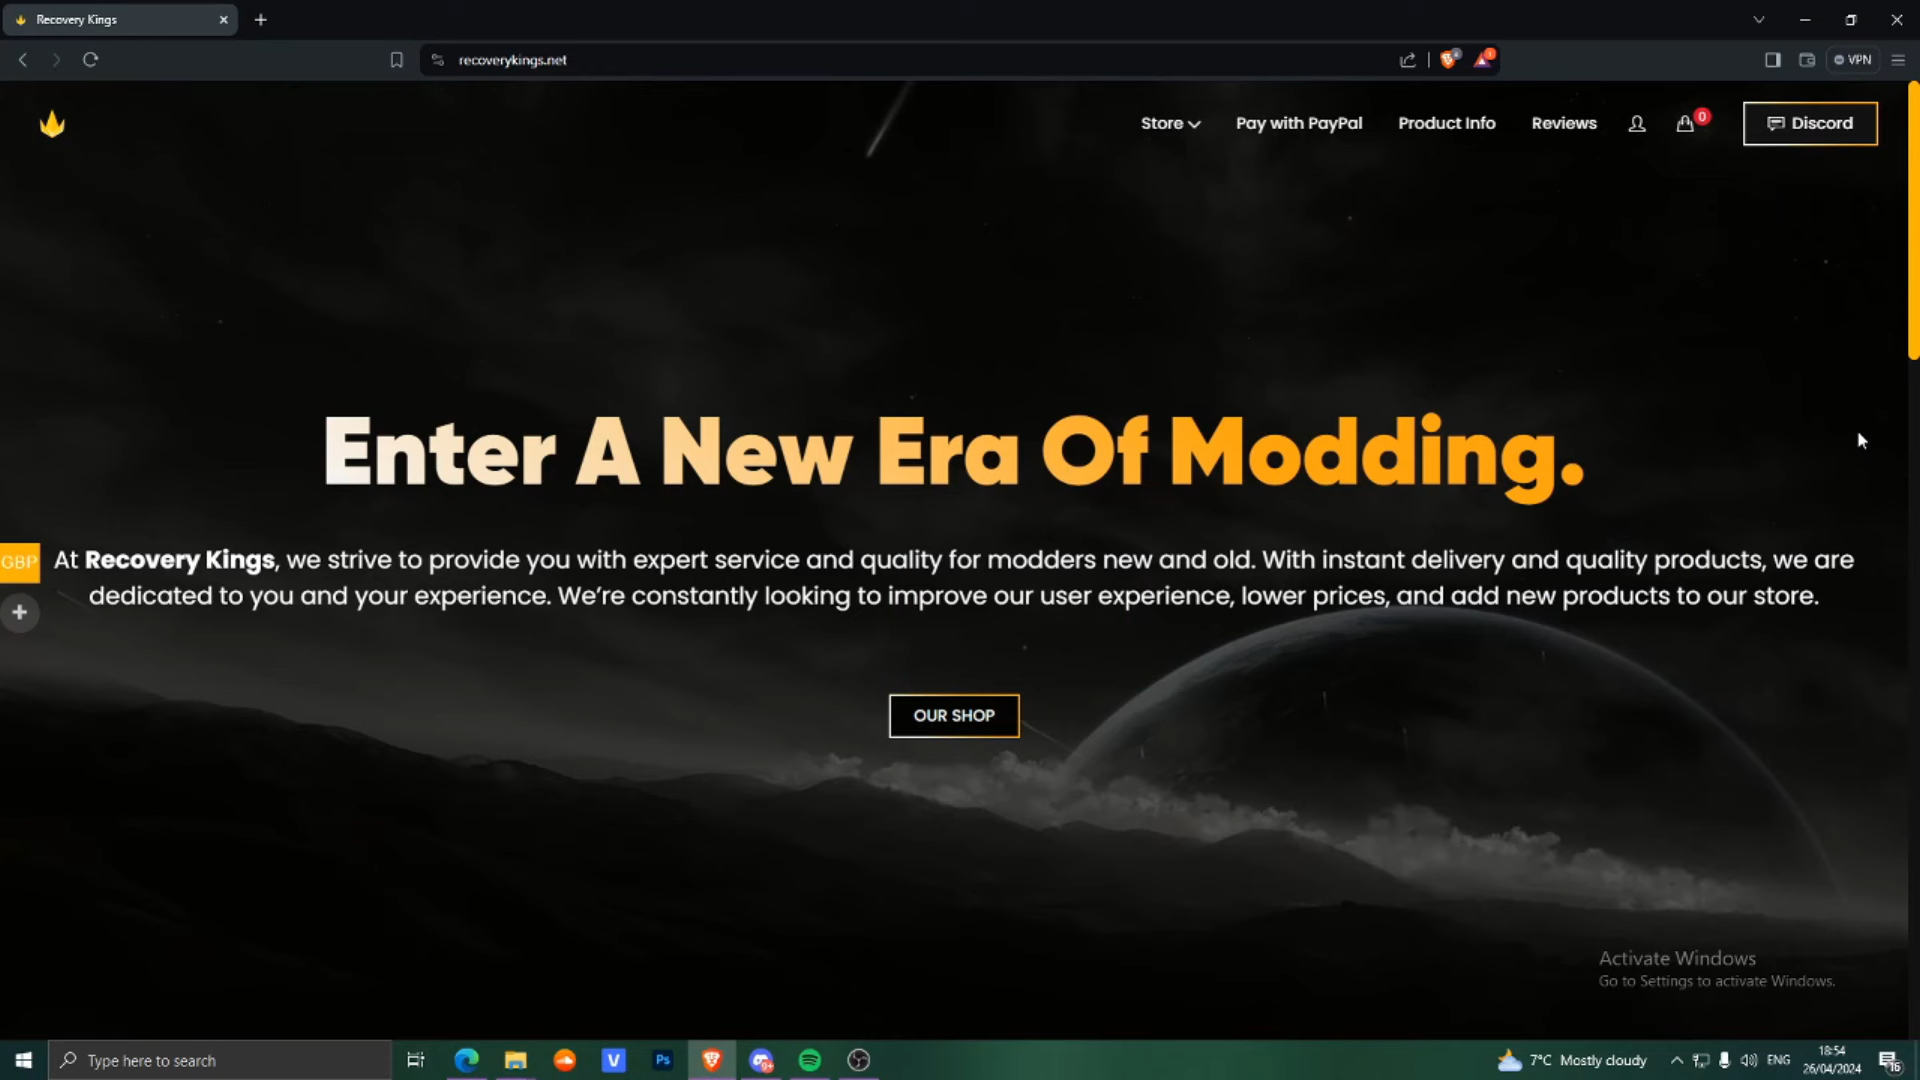 Recovery Kings
recoverykings.net
VPN
Store
Pay with PayPal
Product Info
Reviews
0
Discord
Enter A New Era Of Modding.
GBP
At Recovery Kings, we strive to provide you with expert service and quality for modders new and old. With instant delivery and quality products, we are
dedicated to you and your experience. We're constantly looking to improve our user experience, lower prices, and add new products to our store.
OUR SHOP
Activate Windows
Go to Settings to activate Windows.
Type here to search
V
Ps
9+
7°C Mostly cloudy
ENG
18:54
26/04/2024
16